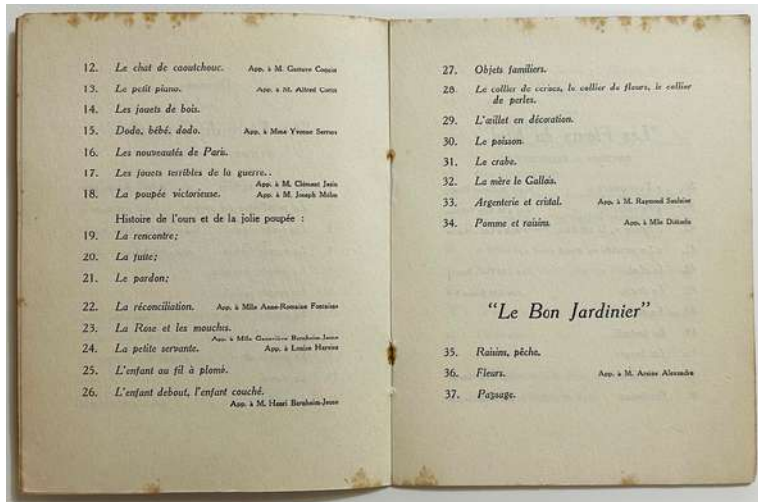 12. Le chat de caoutchouc. App. à M. Gustave Coquiot
13. Le petit piano. App. à M. Alfred
14. Les jouets de bois.
15. Dodo, bébé, dodo. App. à Mme Yvonne
16. Les nouveautés de Paris.
17. Les jouets terribles de la guerre..
App. à M. Clément
18. La poupée victorieuse. App. à M. Joseph
Histoire de l'ours et de la jolie poupée :
19. La rencontre;
20. La fuite;
21. Le pardon;
22. La réconciliation. App. à Mlle Anne-Romaine
23. La Rose et les mouches.
App. à Mlle Geneviève Bernheim-Jeune
24. La petite servante. App. à Louise
25. L'enfant au fil à plomb.
26. L'enfant debout, l'enfant couché.
App. à M. Henri Bernheim-Jeune
27. Objets familiers.
28. Le collier de cerises, le collier de fleurs, le collier
de perles.
29. L'œillet en décoration.
30. Le poisson.
31. Le crabe.
32. La mère le Gallais.
33. Argenterie et cristal. App. à M. Raymond
34. Pomme et raisins. App. à Mlle
"Le Bon Jardinier"
35. Raisins, pêche.
36. Fleurs. App. à M. Arsène Alexandre
37. Paysage.